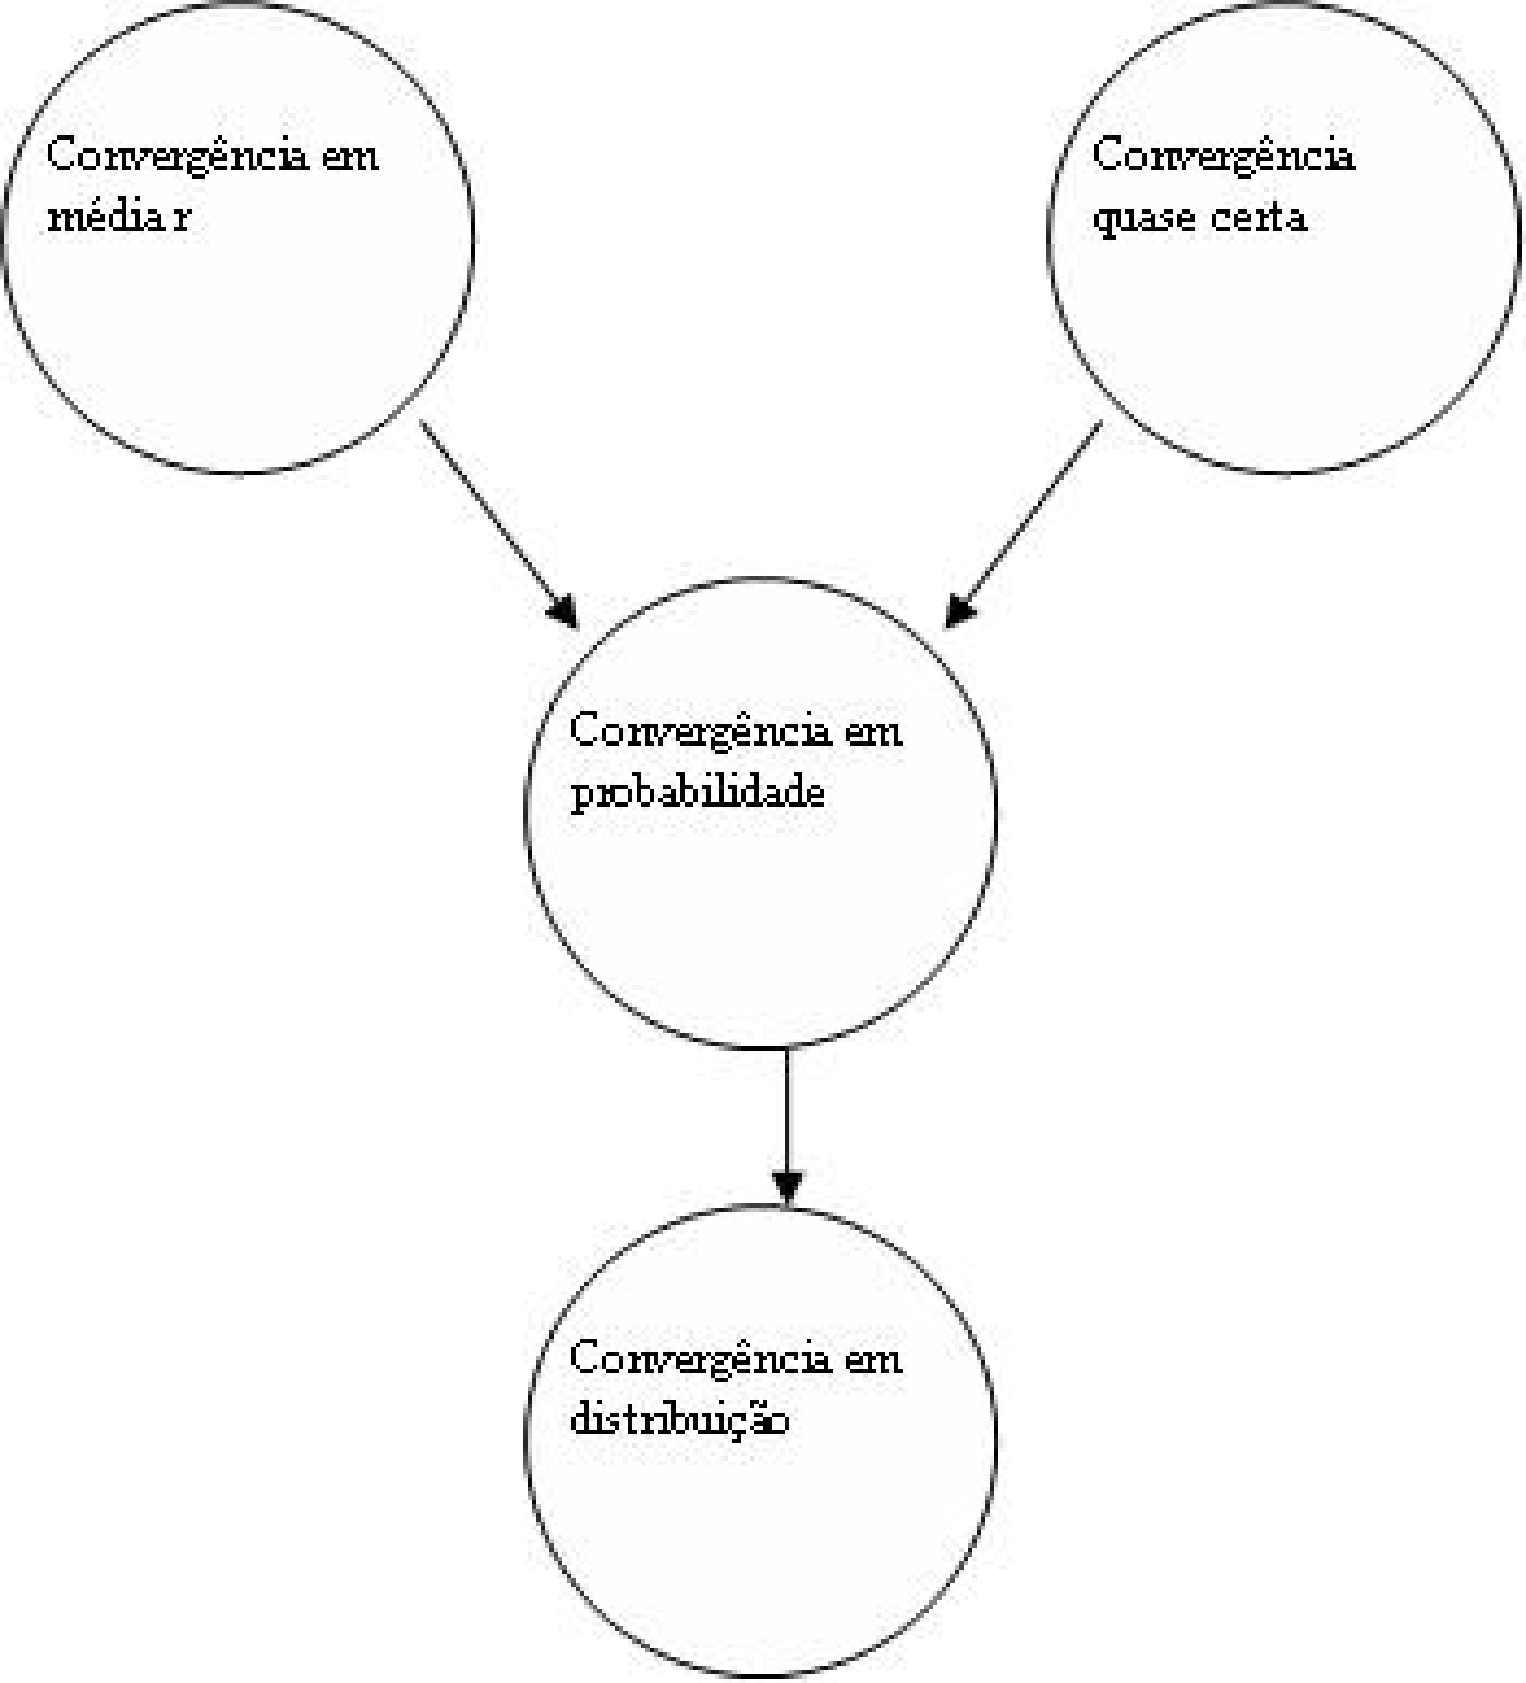 Convergência em
média r
Convergência
quase certa
Convergência em
probabilidade
Convergência em
distribuição